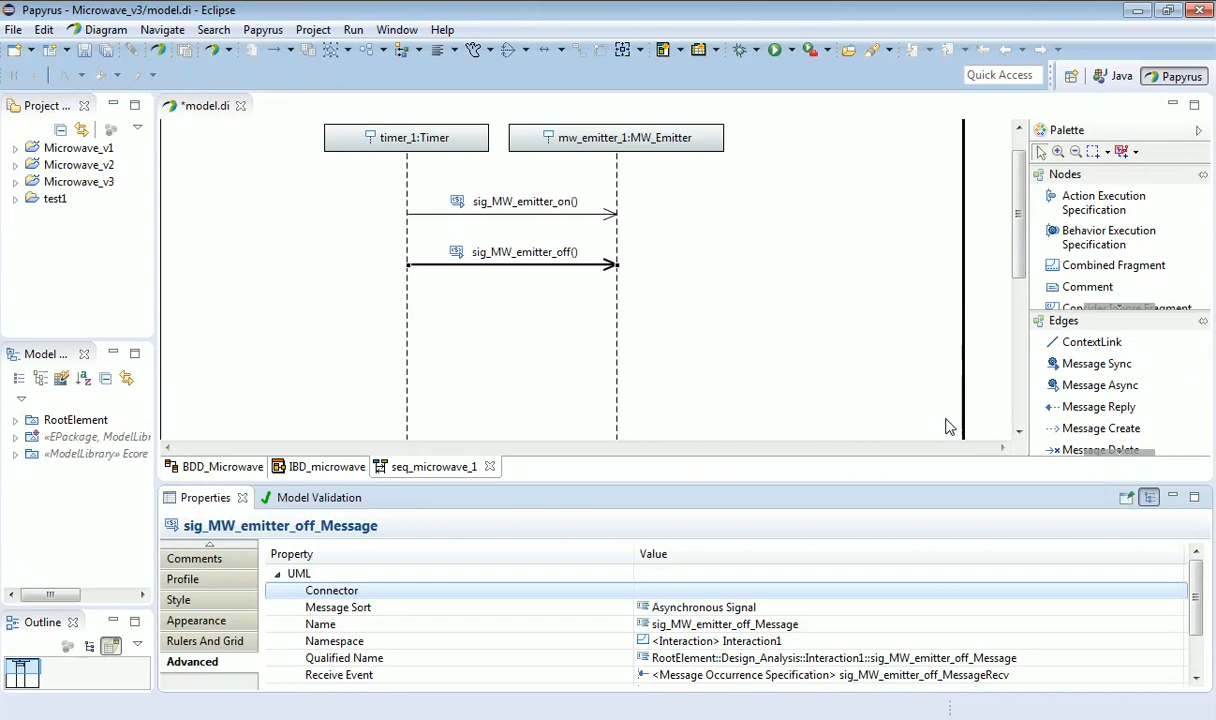 Papyrus - Microwave_v3/model.di - Eclipse
File Edit Diagram Navigate Search Papyrus Project Run Window Help
Quick Access Java Papyrus
Project ...
Microwave_v1
Microwave_v2
Microwave_v3
test1
Model ...
RootElement
«EPackage, ModelLibr
«ModelLibrary» Ecore
Outline
*model.di
timer_1:Timer
mw_emitter_1:MW_Emitter
sig_MW_emitter_on()
sig_MW_emitter_off()
Palette
Nodes
Action Execution
Specification
Behavior Execution
Specification
Combined Fragment
Comment
Edges
ContextLink
Message Sync
Message Async
Message Reply
Message Create
Message Delete
BDD_Microwave IBD_microwave seq_microwave_1
Properties Model Validation
sig_MW_emitter_off_Message
Comments
Profile
Style
Appearance
Rulers And Grid
Advanced
Property Value
UML
Connector
Message Sort Asynchronous Signal
Name sig_MW_emitter_off_Message
Namespace <Interaction> Interaction1
Qualified Name RootElement::Design_Analysis::Interaction1::sig_MW_emitter_off_Message
Receive Event <Message Occurrence Specification> sig_MW_emitter_off_MessageRecv